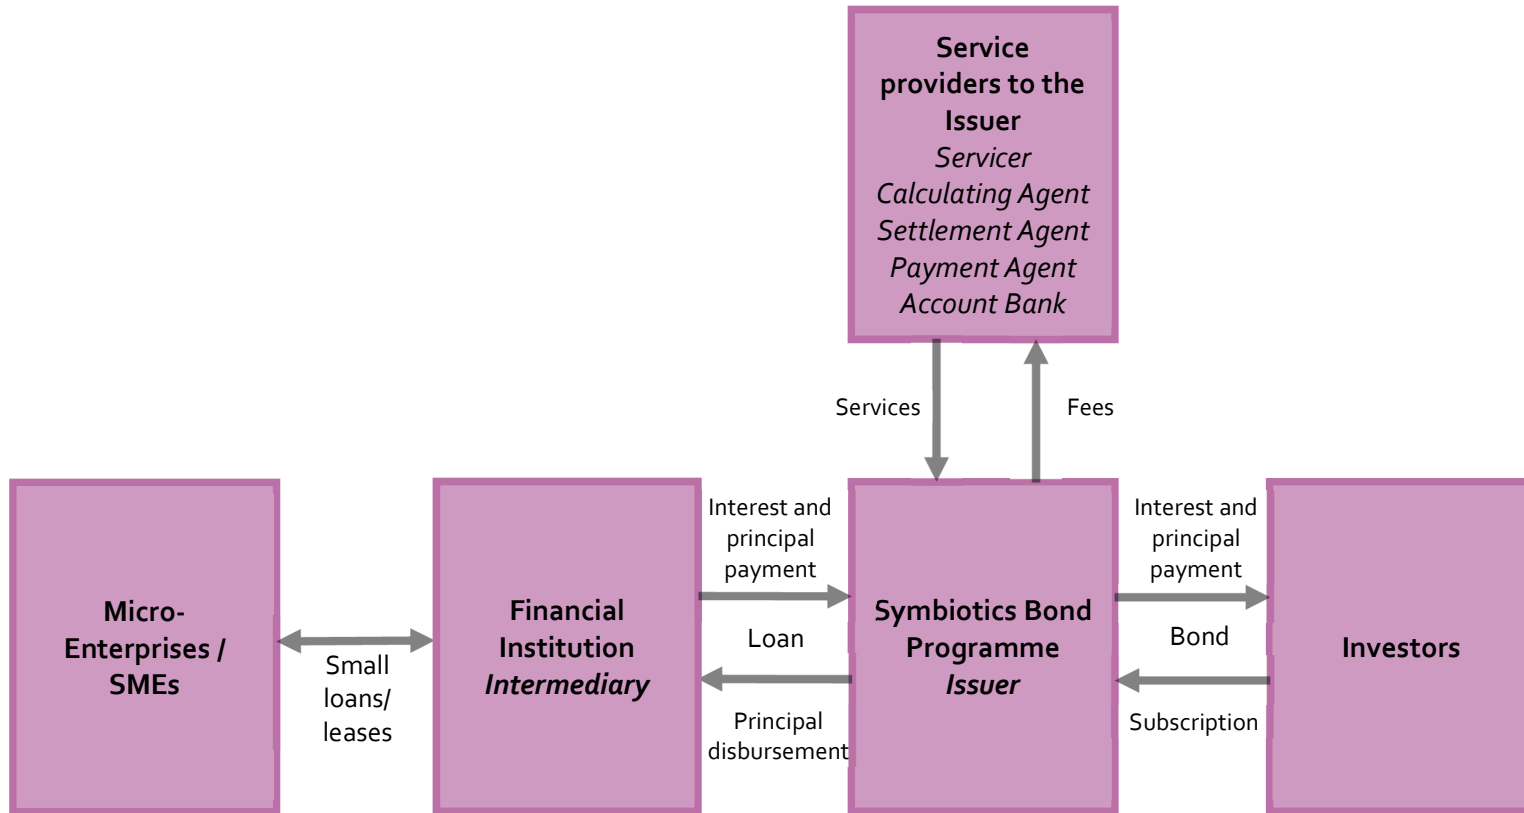 Service
providers to the
Issuer
Servicer
Calculating Agent
Settlement Agent
Payment Agent
Account Bank
Services
Fees
Micro-
Enterprises /
SMEs
Small
loans/
leases
Financial
Institution
Intermediary
Interest and
principal
payment
Loan
Principal
disbursement
Symbiotics Bond
Programme
Issuer
Interest and
principal
payment
Bond
Subscription
Investors